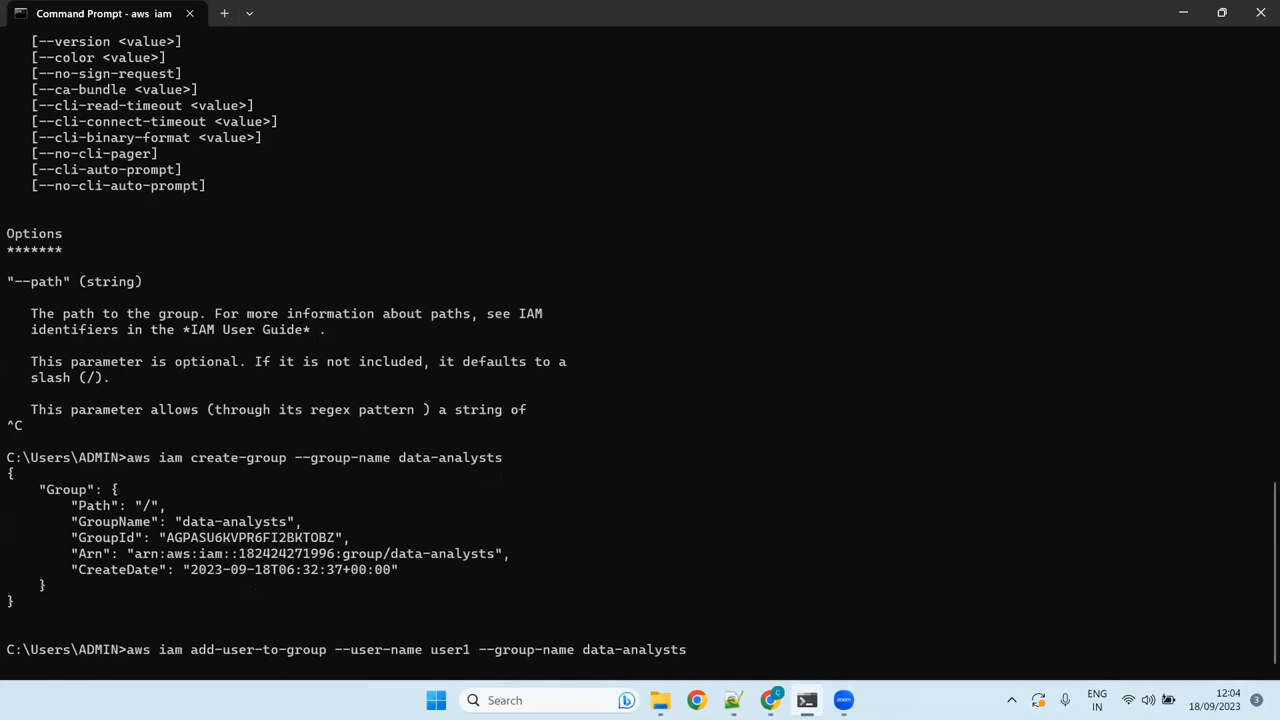 Command Prompt - aws iam
[--version <value>]
[--color <value>]
[--no-sign-request]
[--ca-bundle <value>]
[--cli-read-timeout <value>]
[--cli-connect-timeout <value>]
[--cli-binary-format <value>]
[--no-cli-pager]
[--cli-auto-prompt]
[--no-cli-auto-prompt]
Options
*******
"--path" (string)
The path to the group. For more information about paths, see IAM
identifiers in the *IAM User Guide* .
This parameter is optional. If it is not included, it defaults to a
slash (/).
This parameter allows (through its regex pattern ) a string of
^C
C:\Users\ADMIN>aws iam create-group --group-name data-analysts
{
"Group": {
"Path": "/",
"GroupName": "data-analysts",
"GroupId": "AGPASU6KVPR6FI2BKTOBZ",
"Arn": "arn:aws:iam::182424271996:group/data-analysts",
"CreateDate": "2023-09-18T06:32:37+00:00"
}
}
C:\Users\ADMIN>aws iam add-user-to-group --user-name user1 --group-name data-analysts
Search
C
zoom
ENG
IN
12:04
18/09/2023
3